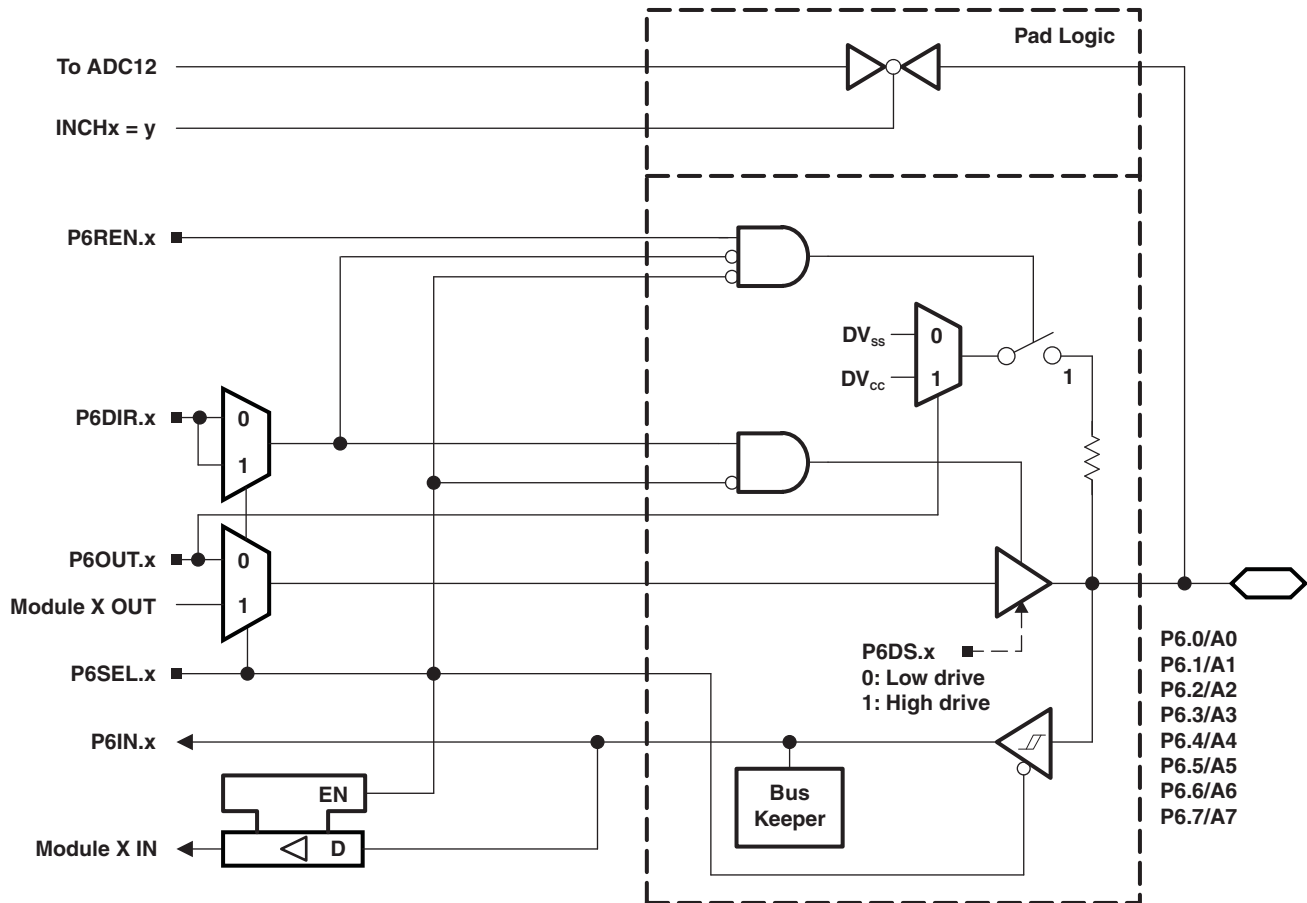 Pad Logic
To ADC12
INCHx = y
P6REN.x
DVSS
0
DVCC
1
1
P6DIR.x
0
1
P6OUT.x
0
Module X OUT
1
P6SEL.x
P6DS.x
0: Low drive
1: High drive
P6.0/A0
P6.1/A1
P6.2/A2
P6.3/A3
P6.4/A4
P6.5/A5
P6.6/A6
P6.7/A7
P6IN.x
Bus
Keeper
EN
Module X IN
D